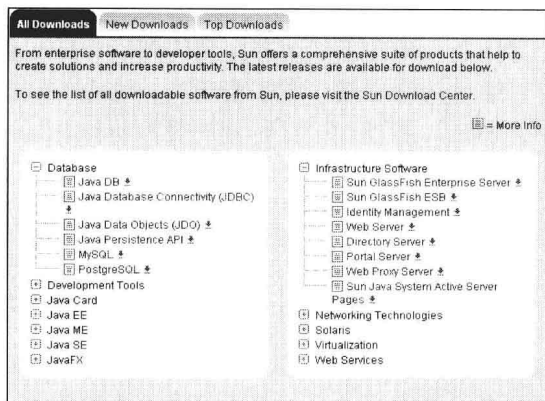 All Downloads New Downloads Top Downloads
From enterprise software to developer tools, Sun offers a comprehensive suite of products that help to
create solutions and increase productivity. The latest releases are available for download below.
To see the list of all downloadable software from Sun, please visit the Sun Download Center.
= More Info
Database
Java DB
Java Database Connectivity (JDBC)
Java Data Objects (JDO)
Java Persistence API
MySQL
PostgreSQL
Development Tools
Java Card
Java EE
Java ME
Java SE
JavaFX
Infrastructure Software
Sun GlassFish Enterprise Server
Sun GlassFish ESB
Identity Management
Web Server
Directory Server
Portal Server
Web Proxy Server
Sun Java System Active Server
Pages
Networking Technologies
Solaris
Virtualization
Web Services